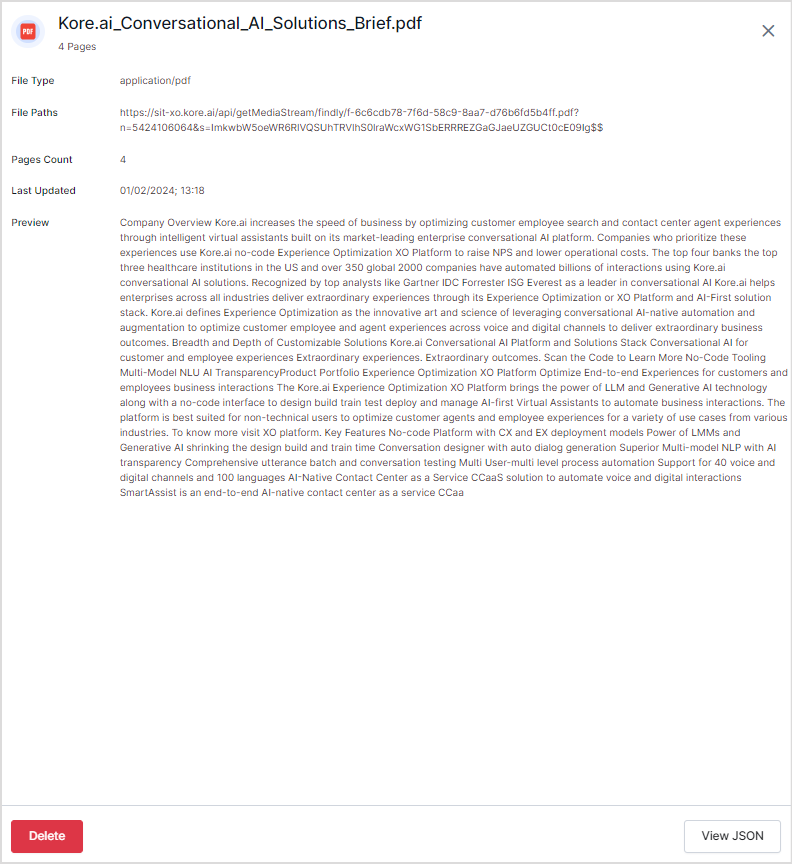 PDF
Kore.ai_Conversational_AI_Solutions_Brief.pdf
4 Pages
File Type
application/pdf
File Paths
https://sit-xo.kore.ai/api/getMediaStream/findly/f-6c6cdb78-7f6d-58c9-8aa7-d76b6fd5b4ff.pdf?
n=5424106064&s=ImkwbW5oeWR6RlVQSUhTRVlhS0lraWcxWG1SbERRREZGaGJaeUZGUCt0cE09Ig$$
Pages Count
4
Last Updated
01/02/2024; 13:18
Preview
Company Overview Kore.ai increases the speed of business by optimizing customer employee search and contact center agent experiences
through intelligent virtual assistants built on its market-leading enterprise conversational AI platform. Companies who prioritize these
experiences use Kore.ai no-code Experience Optimization XO Platform to raise NPS and lower operational costs. The top four banks the top
three healthcare institutions in the US and over 350 global 2000 companies have automated billions of interactions using Kore.ai
conversational AI solutions. Recognized by top analysts like Gartner IDC Forrester ISG Everest as a leader in conversational AI Kore.ai helps
enterprises across all industries deliver extraordinary experiences through its Experience Optimization or XO Platform and AI-First solution
stack. Kore.ai defines Experience Optimization as the innovative art and science of leveraging conversational AI-native automation and
augmentation to optimize customer employee and agent experiences across voice and digital channels to deliver extraordinary business
outcomes. Breadth and Depth of Customizable Solutions Kore.ai Conversational AI Platform and Solutions Stack Conversational AI for
customer and employee experiences Extraordinary experiences. Extraordinary outcomes. Scan the Code to Learn More No-Code Tooling
Multi-Model NLU AI TransparencyProduct Portfolio Experience Optimization XO Platform Optimize End-to-end Experiences for customers and
employees business interactions The Kore.ai Experience Optimization XO Platform brings the power of LLM and Generative AI technology
along with a no-code interface to design build train test deploy and manage AI-first Virtual Assistants to automate business interactions. The
platform is best suited for non-technical users to optimize customer agents and employee experiences for a variety of use cases from various
industries. To know more visit XO platform. Key Features No-code Platform with CX and EX deployment models Power of LMMs and
Generative AI shrinking the design build and train time Conversation designer with auto dialog generation Superior Multi-model NLP with AI
transparency Comprehensive utterance batch and conversation testing Multi User-multi level process automation Support for 40 voice and
digital channels and 100 languages AI-Native Contact Center as a Service CCaaS solution to automate voice and digital interactions
SmartAssist is an end-to-end AI-native contact center as a service CCaa
Delete
View JSON